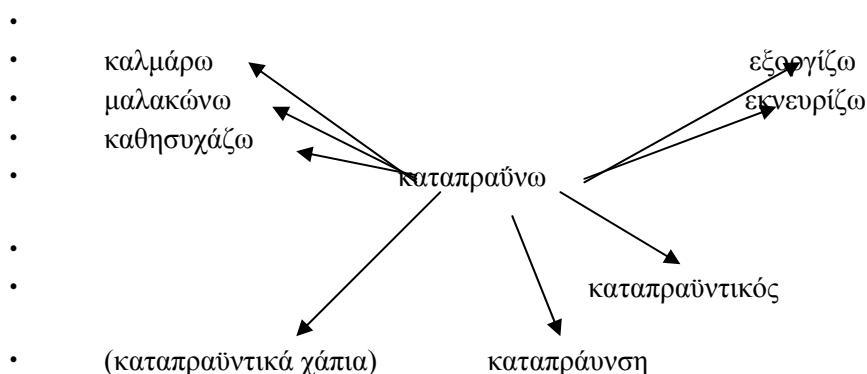 •
• καλμάρω εξοργίζω
• μαλακώνω εκνευρίζω
• καθησυχάζω
• καταπραΰνω
•
• καταπραϋντικός
• (καταπραϋντικά χάπια) καταπράυνση